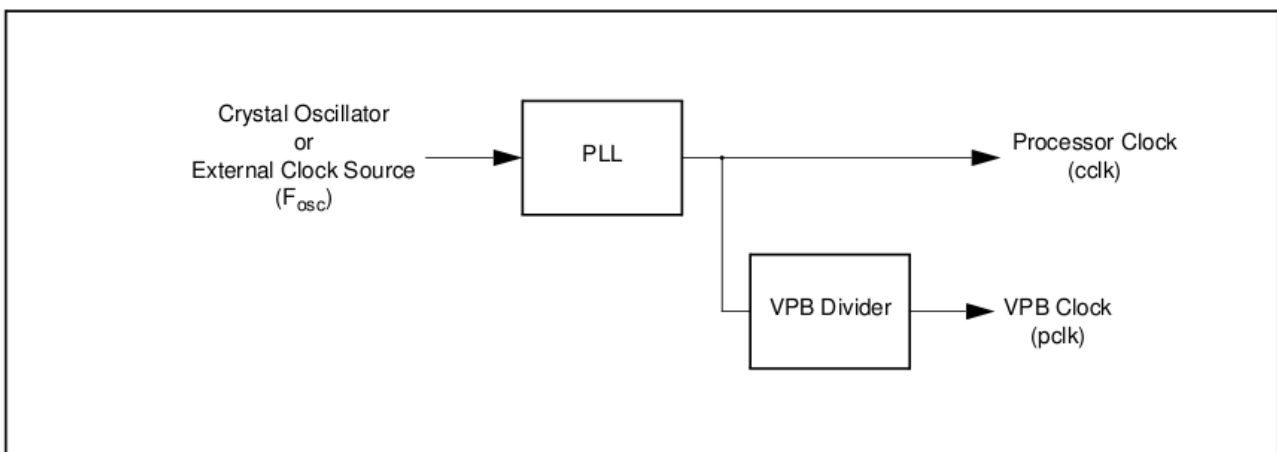 Crystal Oscillator
or
External Clock Source
(Fosc)
PLL
Processor Clock
(cclk)
VPB Divider
VPB Clock
(pclk)